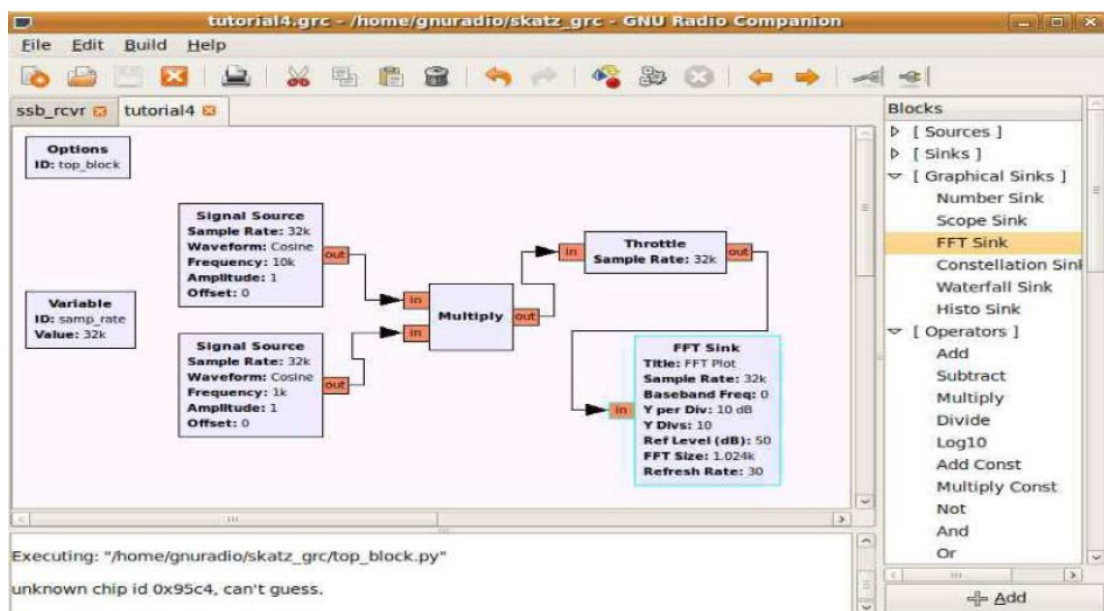 tutorial4.grc - /home/gnuradio/skatz_grc - GNU Radio Companion
File Edit Build Help
ssb_rcvr tutorial4
Options
ID: top_block
Variable
ID: samp_rate
Value: 32k
Signal Source
Sample Rate: 32k
Waveform: Cosine
Frequency: 10k
Amplitude: 1
Offset: 0
out
Signal Source
Sample Rate: 32k
Waveform: Cosine
Frequency: 1k
Amplitude: 1
Offset: 0
out
in
in
Multiply
out
in
Throttle
Sample Rate: 32k
out
in
FFT Sink
Title: FFT Plot
Sample Rate: 32k
Baseband Freq: 0
Y per Div: 10 dB
Y Divs: 10
Ref Level (dB): 50
FFT Size: 1.024k
Refresh Rate: 30
Blocks
[ Sources ]
[ Sinks ]
[ Graphical Sinks ]
Number Sink
Scope Sink
FFT Sink
Constellation Sink
Waterfall Sink
Histo Sink
[ Operators ]
Add
Subtract
Multiply
Divide
Log10
Add Const
Multiply Const
Not
And
Or
Add
Executing: "/home/gnuradio/skatz_grc/top_block.py"
unknown chip id 0x95c4, can't guess.